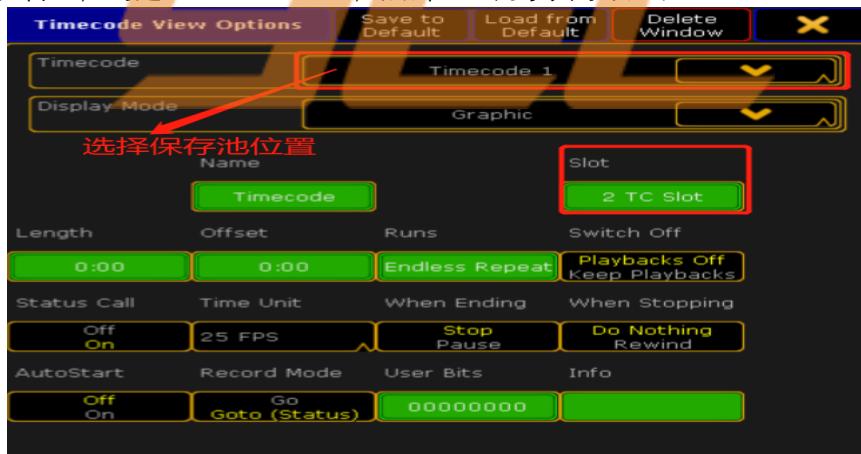 Timecode View Options
Save to Default
Load from Default
Delete Window
Timecode
Timecode 1
Display Mode
Graphic
选择保存池位置
Name
Slot
Timecode
2 TC Slot
Length
Offset
Runs
Switch Off
0:00
0:00
Endless Repeat
Playbacks Off
Keep Playbacks
Status Call
Time Unit
When Ending
When Stopping
Off
On
25 FPS
Stop
Pause
Do Nothing
Rewind
AutoStart
Record Mode
User Bits
Info
Off
On
Go
Goto (Status)
00000000